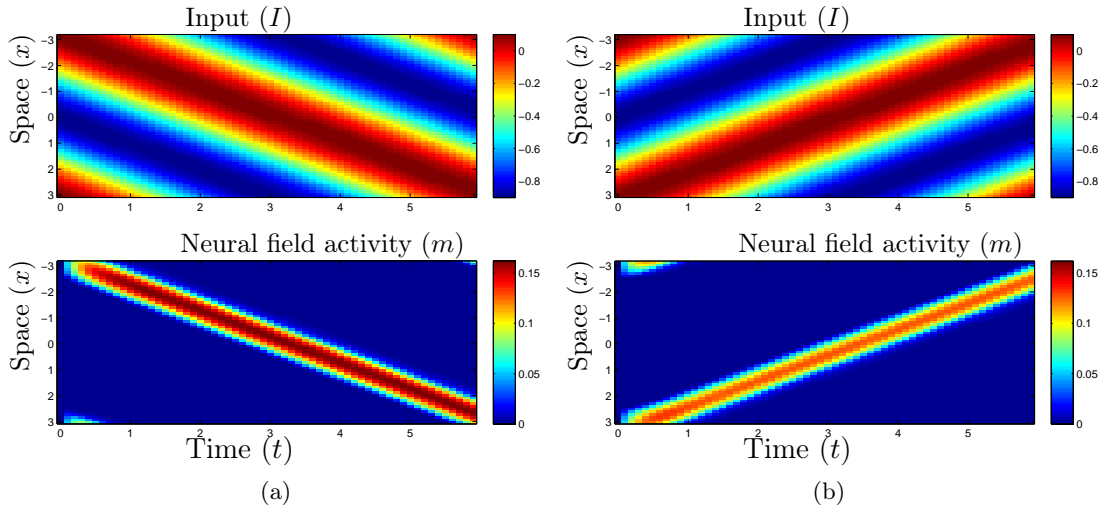 Input (I)
Space (x)
-3
-2
-1
0
1
2
3
0 1 2 3 4 5
0
−0.2
−0.4
−0.6
−0.8
Neural field activity (m)
Space (x)
-3
-2
-1
0
1
2
3
0 1 2 3 4 5
0.15
0.1
0.05
0
Time (t)
(a)
Input (I)
Space (x)
-3
-2
-1
0
1
2
3
0 1 2 3 4 5
0
−0.2
−0.4
−0.6
−0.8
Neural field activity (m)
Space (x)
-3
-2
-1
0
1
2
3
0 1 2 3 4 5
0.15
0.1
0.05
0
Time (t)
(b)